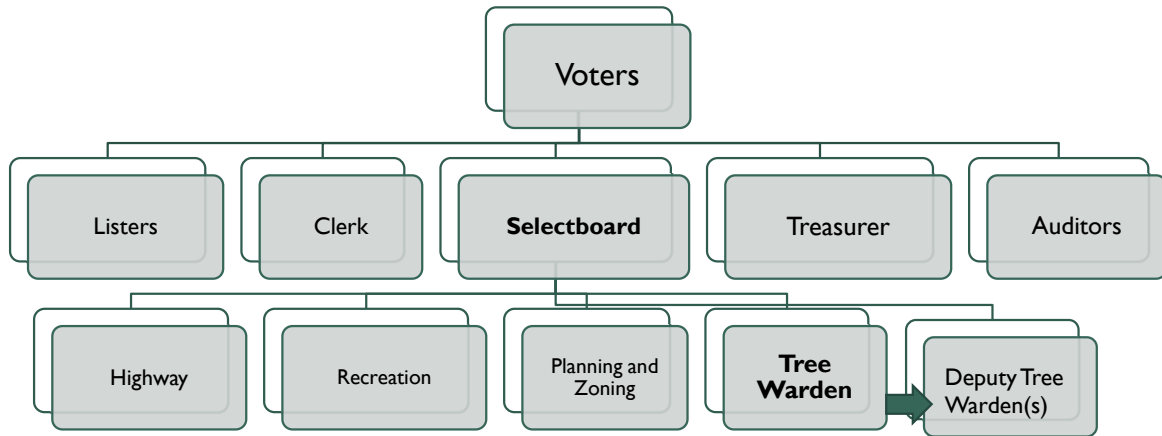 Voters
Listers
Clerk
Selectboard
Treasurer
Auditors
Highway
Recreation
Planning and
Zoning
Tree
Warden
Deputy Tree
Warden(s)